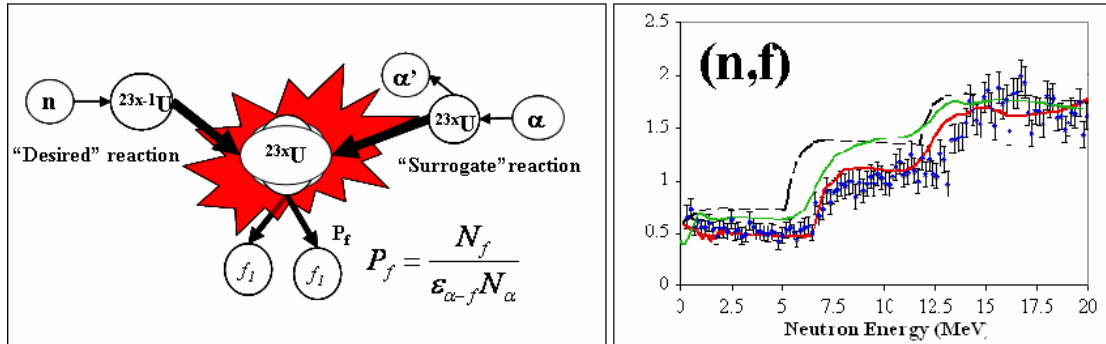 n
23x-1U
"Desired" reaction
α'
23xU
α
"Surrogate" reaction
23xU
Pf
f1
f1
Pf = Nf / εα-f Nα
(n,f)
2.5
2
1.5
1
0.5
0
0 2.5 5 7.5 10 12.5 15 17.5 20
Neutron Energy (MeV)